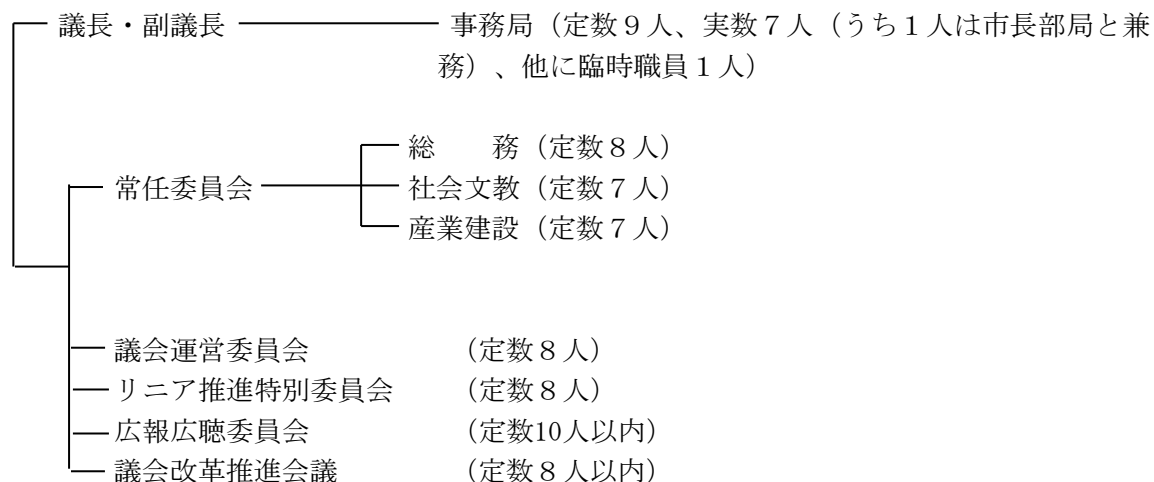 議長・副議長 事務局（定数９人、実数７人（うち１人は市長部局と兼
務）、他に臨時職員１人）
総　　務（定数８人）
常任委員会 社会文教（定数７人）
産業建設（定数７人）
議会運営委員会 （定数８人）
リニア推進特別委員会 （定数８人）
広報広聴委員会 （定数10人以内）
議会改革推進会議 （定数８人以内）